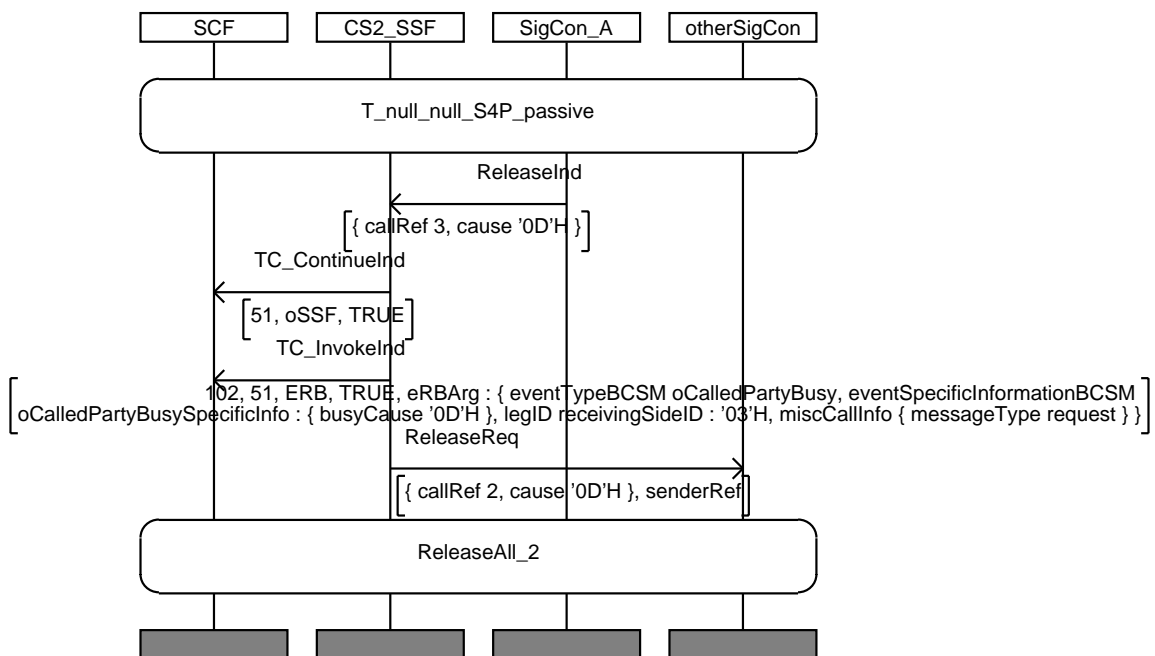 SCF CS2_SSF SigCon_A otherSigCon
T_null_null_S4P_passive
ReleaseInd
{ callRef 3, cause '0D'H }
TC_ContinueInd
51, oSSF, TRUE
TC_InvokeInd
102, 51, ERB, TRUE, eRBArg : { eventTypeBCSM oCalledPartyBusy, eventSpecificInformationBCSM
oCalledPartyBusySpecificInfo : { busyCause '0D'H }, legID receivingSideID : '03'H, miscCallInfo { messageType request } }
ReleaseReq
{ callRef 2, cause '0D'H }, senderRef
ReleaseAll_2